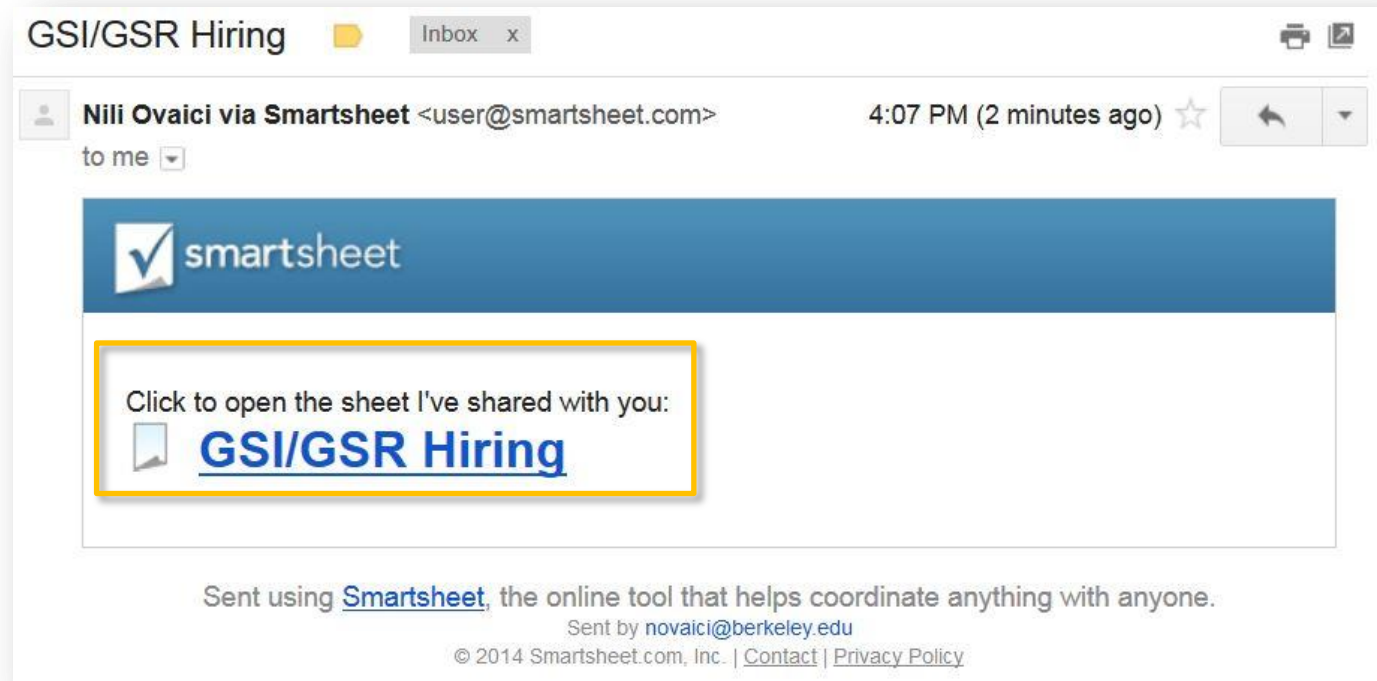 GSI/GSR Hiring Inbox x
Nili Ovaici via Smartsheet <user@smartsheet.com> 4:07 PM (2 minutes ago)
to me
smartsheet
Click to open the sheet I've shared with you:
GSI/GSR Hiring
Sent using Smartsheet, the online tool that helps coordinate anything with anyone.
Sent by novaici@berkeley.edu
© 2014 Smartsheet.com, Inc. | Contact | Privacy Policy